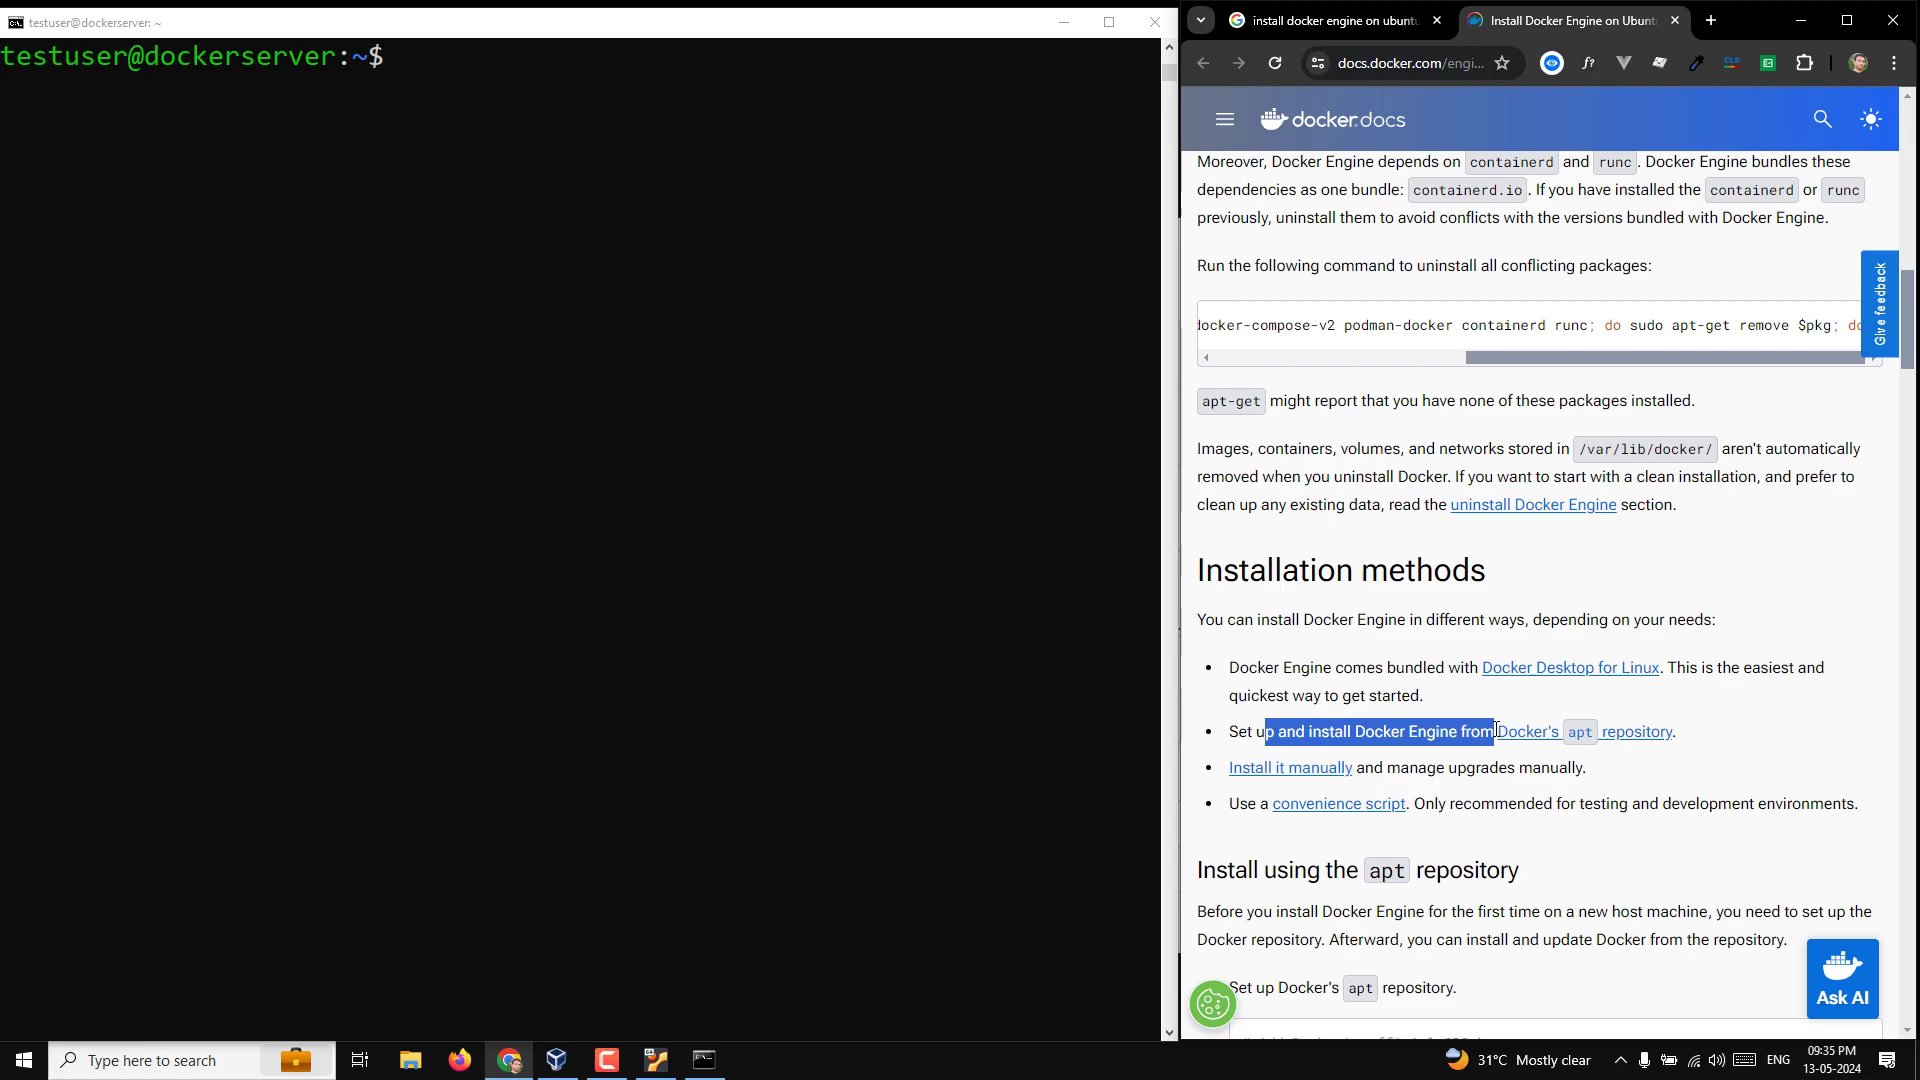 testuser@dockerserver: ~
testuser@dockerserver:~$
install docker engine on ubuntu
Install Docker Engine on Ubunt
docs.docker.com/engi...
f?
CLS
docker.docs
Moreover, Docker Engine depends on containerd and runc. Docker Engine bundles these
dependencies as one bundle: containerd.io. If you have installed the containerd or runc
previously, uninstall them to avoid conflicts with the versions bundled with Docker Engine.
Run the following command to uninstall all conflicting packages:
Give feedback
docker-compose-v2 podman-docker containerd runc; do sudo apt-get remove $pkg; do
apt-get might report that you have none of these packages installed.
Images, containers, volumes, and networks stored in /var/lib/docker/ aren't automatically
removed when you uninstall Docker. If you want to start with a clean installation, and prefer to
clean up any existing data, read the uninstall Docker Engine section.
Installation methods
You can install Docker Engine in different ways, depending on your needs:
• Docker Engine comes bundled with Docker Desktop for Linux. This is the easiest and
quickest way to get started.
• Set up and install Docker Engine from Docker's apt repository.
• Install it manually and manage upgrades manually.
• Use a convenience script. Only recommended for testing and development environments.
Install using the apt repository
Before you install Docker Engine for the first time on a new host machine, you need to set up the
Docker repository. Afterward, you can install and update Docker from the repository.
Set up Docker's apt repository.
Ask AI
Type here to search
31°C Mostly clear
ENG
09:35 PM
13-05-2024